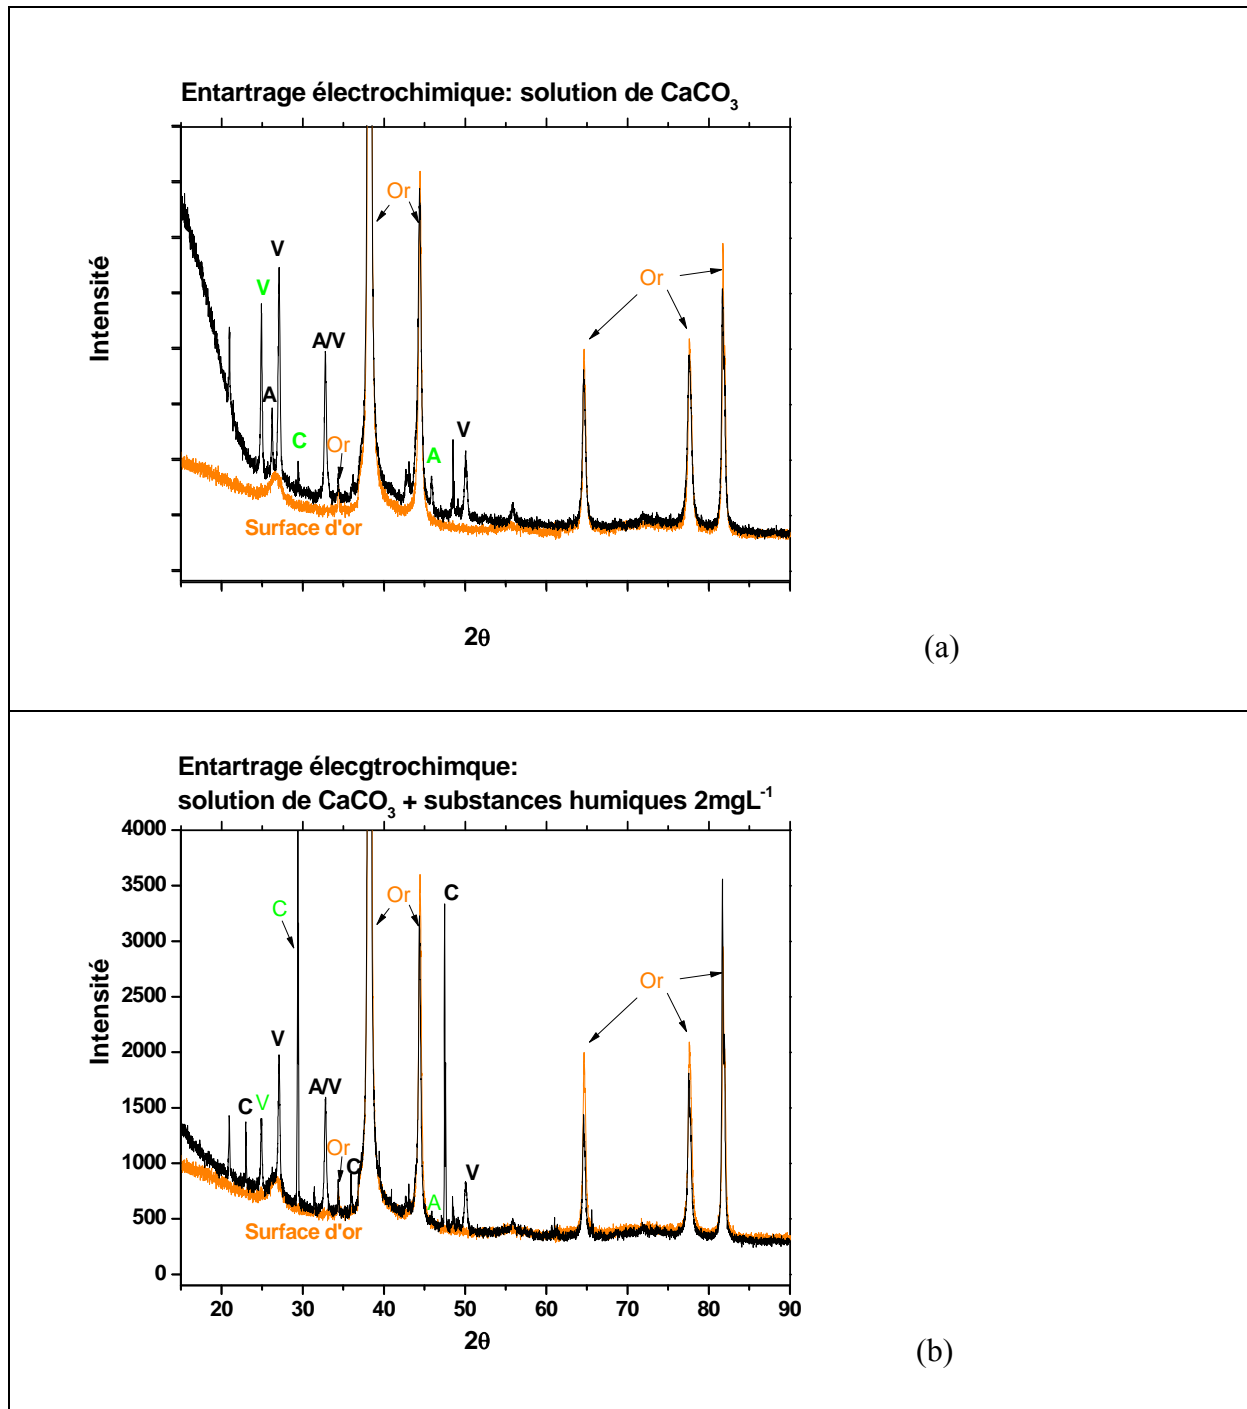 Entartrage électrochimique: solution de CaCO3
Intensité
V
V
A
C
A/V
Or
Or
A
V
Or
Surface d'or
2θ
(a)
Entartrage élecgtrochimque:
solution de CaCO3 + substances humiques 2mgL-1
4000
3500
3000
2500
2000
1500
1000
500
0
Intensité
C
V
C
V
A/V
Or
C
Or
C
A
V
Or
Surface d'or
20 30 40 50 60 70 80 90
2θ
(b)